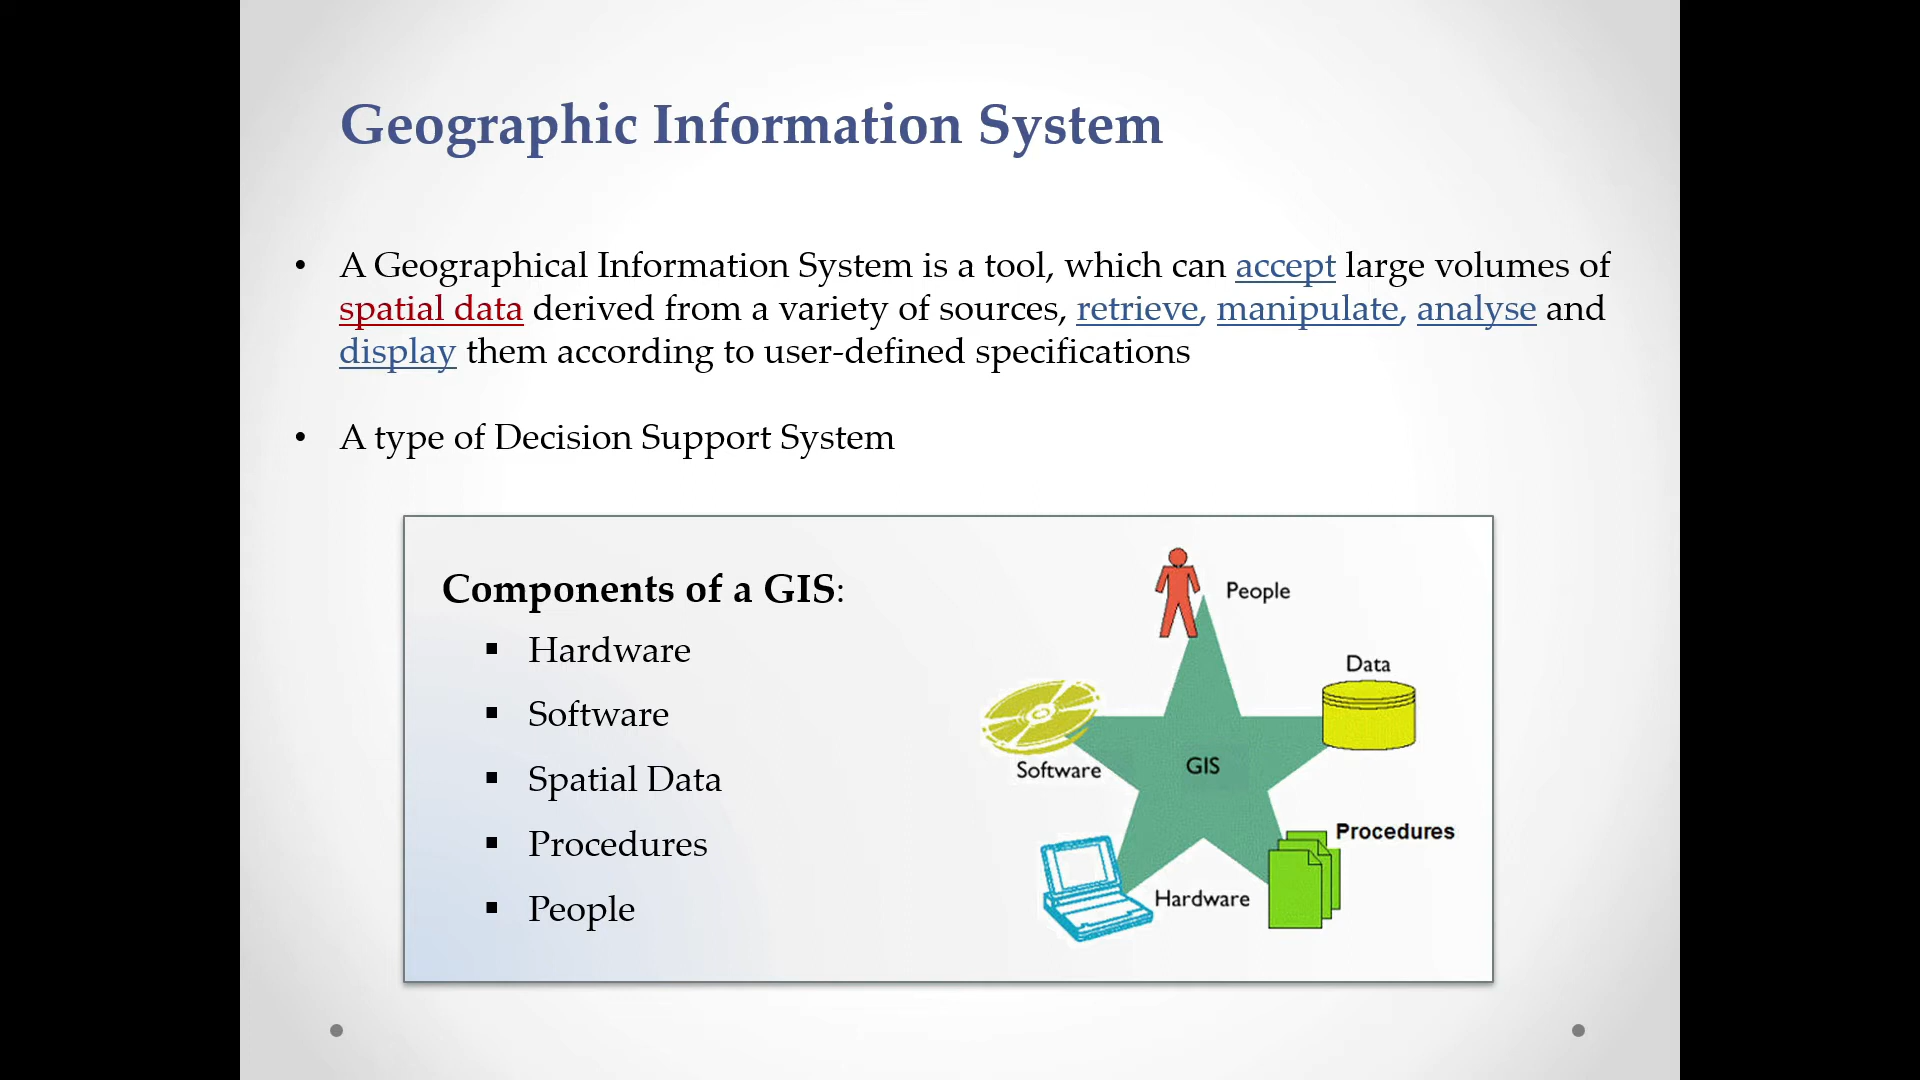 Geographic Information System
• A Geographical Information System is a tool, which can accept large volumes of
spatial data derived from a variety of sources, retrieve, manipulate, analyse and
display them according to user-defined specifications
• A type of Decision Support System
Components of a GIS:
▪ Hardware
▪ Software
▪ Spatial Data
▪ Procedures
▪ People
People
Data
Software
GIS
Procedures
Hardware